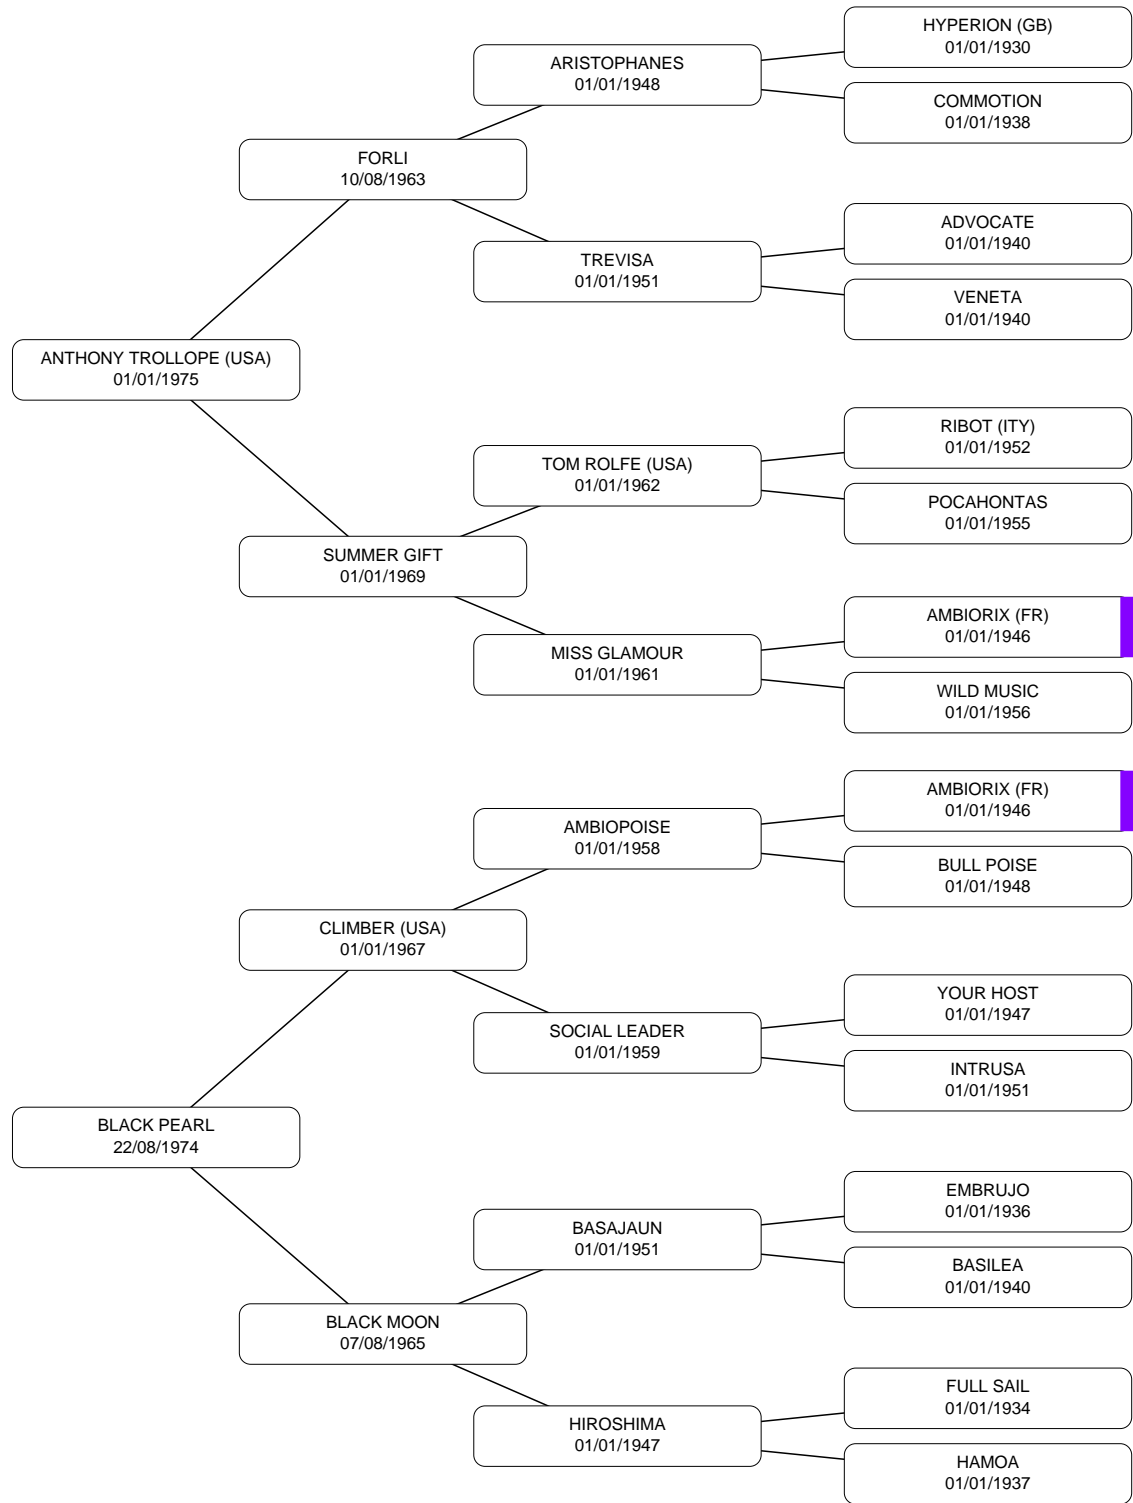 HYPERION (GB)
01/01/1930
ARISTOPHANES
01/01/1948
COMMOTION
01/01/1938
FORLI
10/08/1963
ADVOCATE
01/01/1940
TREVISA
01/01/1951
VENETA
01/01/1940
ANTHONY TROLLOPE (USA)
01/01/1975
RIBOT (ITY)
01/01/1952
TOM ROLFE (USA)
01/01/1962
POCAHONTAS
01/01/1955
SUMMER GIFT
01/01/1969
AMBIORIX (FR)
01/01/1946
MISS GLAMOUR
01/01/1961
WILD MUSIC
01/01/1956
AMBIORIX (FR)
01/01/1946
AMBIOPOISE
01/01/1958
BULL POISE
01/01/1948
CLIMBER (USA)
01/01/1967
YOUR HOST
01/01/1947
SOCIAL LEADER
01/01/1959
INTRUSA
01/01/1951
BLACK PEARL
22/08/1974
EMBRUJO
01/01/1936
BASAJAUN
01/01/1951
BASILEA
01/01/1940
BLACK MOON
07/08/1965
FULL SAIL
01/01/1934
HIROSHIMA
01/01/1947
HAMOA
01/01/1937